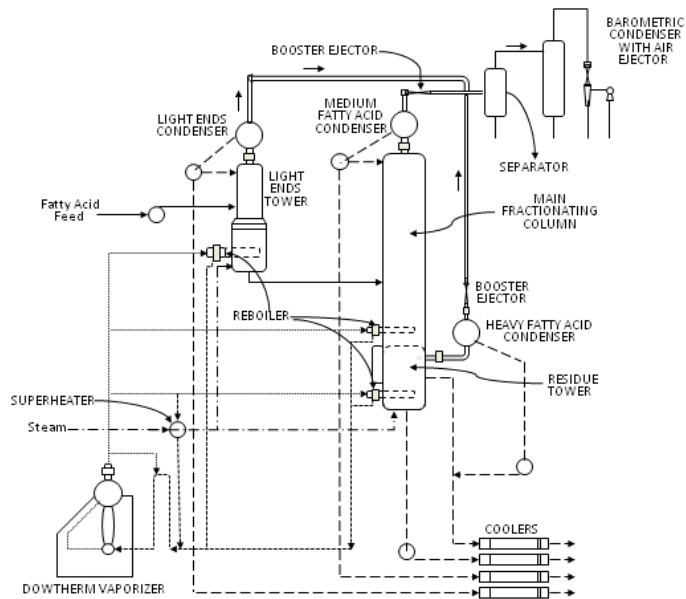 BAROMETRIC
CONDENSER
WITH AIR
EJECTOR
BOOSTER EJECTOR
MEDIUM
FATTY ACID
CONDENSER
LIGHT ENDS
CONDENSER
SEPARATOR
LIGHT
ENDS
TOWER
Fatty Acid
Feed
MAIN
FRACTIONATING
COLUMN
BOOSTER
EJECTOR
REBOILER
HEAVY FATTY ACID
CONDENSER
RESIDUE
TOWER
SUPERHEATER
Steam
COOLERS
DOWTHERM VAPORIZER